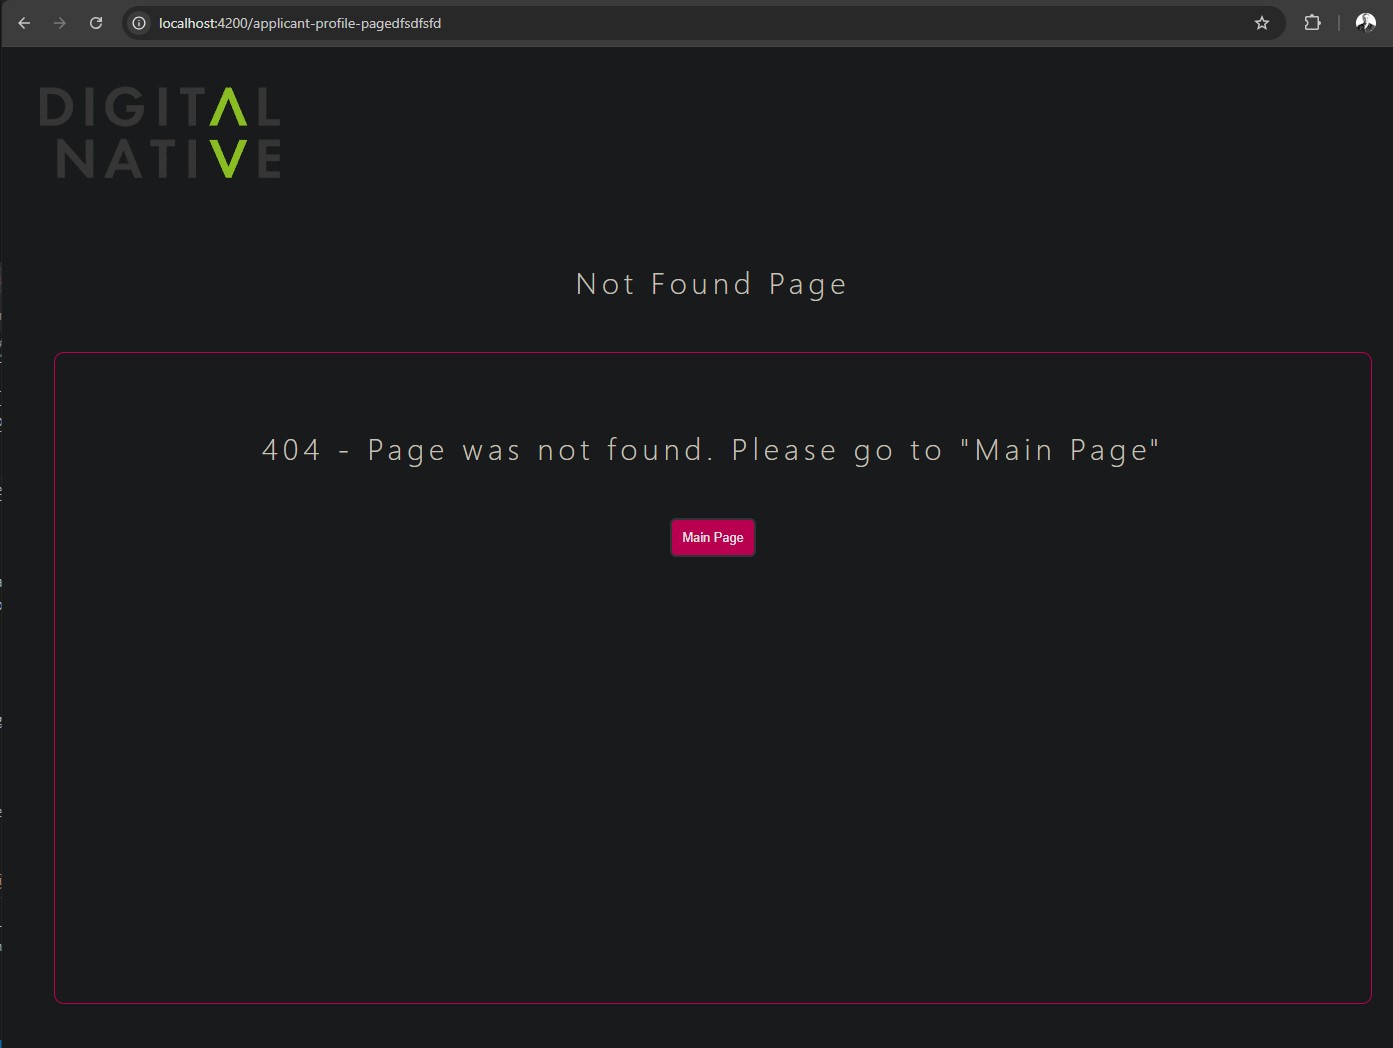 localhost:4200/applicant-profile-pagedfsdfsfd
DIGITAL
NATIVE
Not Found Page
404 - Page was not found. Please go to "Main Page"
Main Page